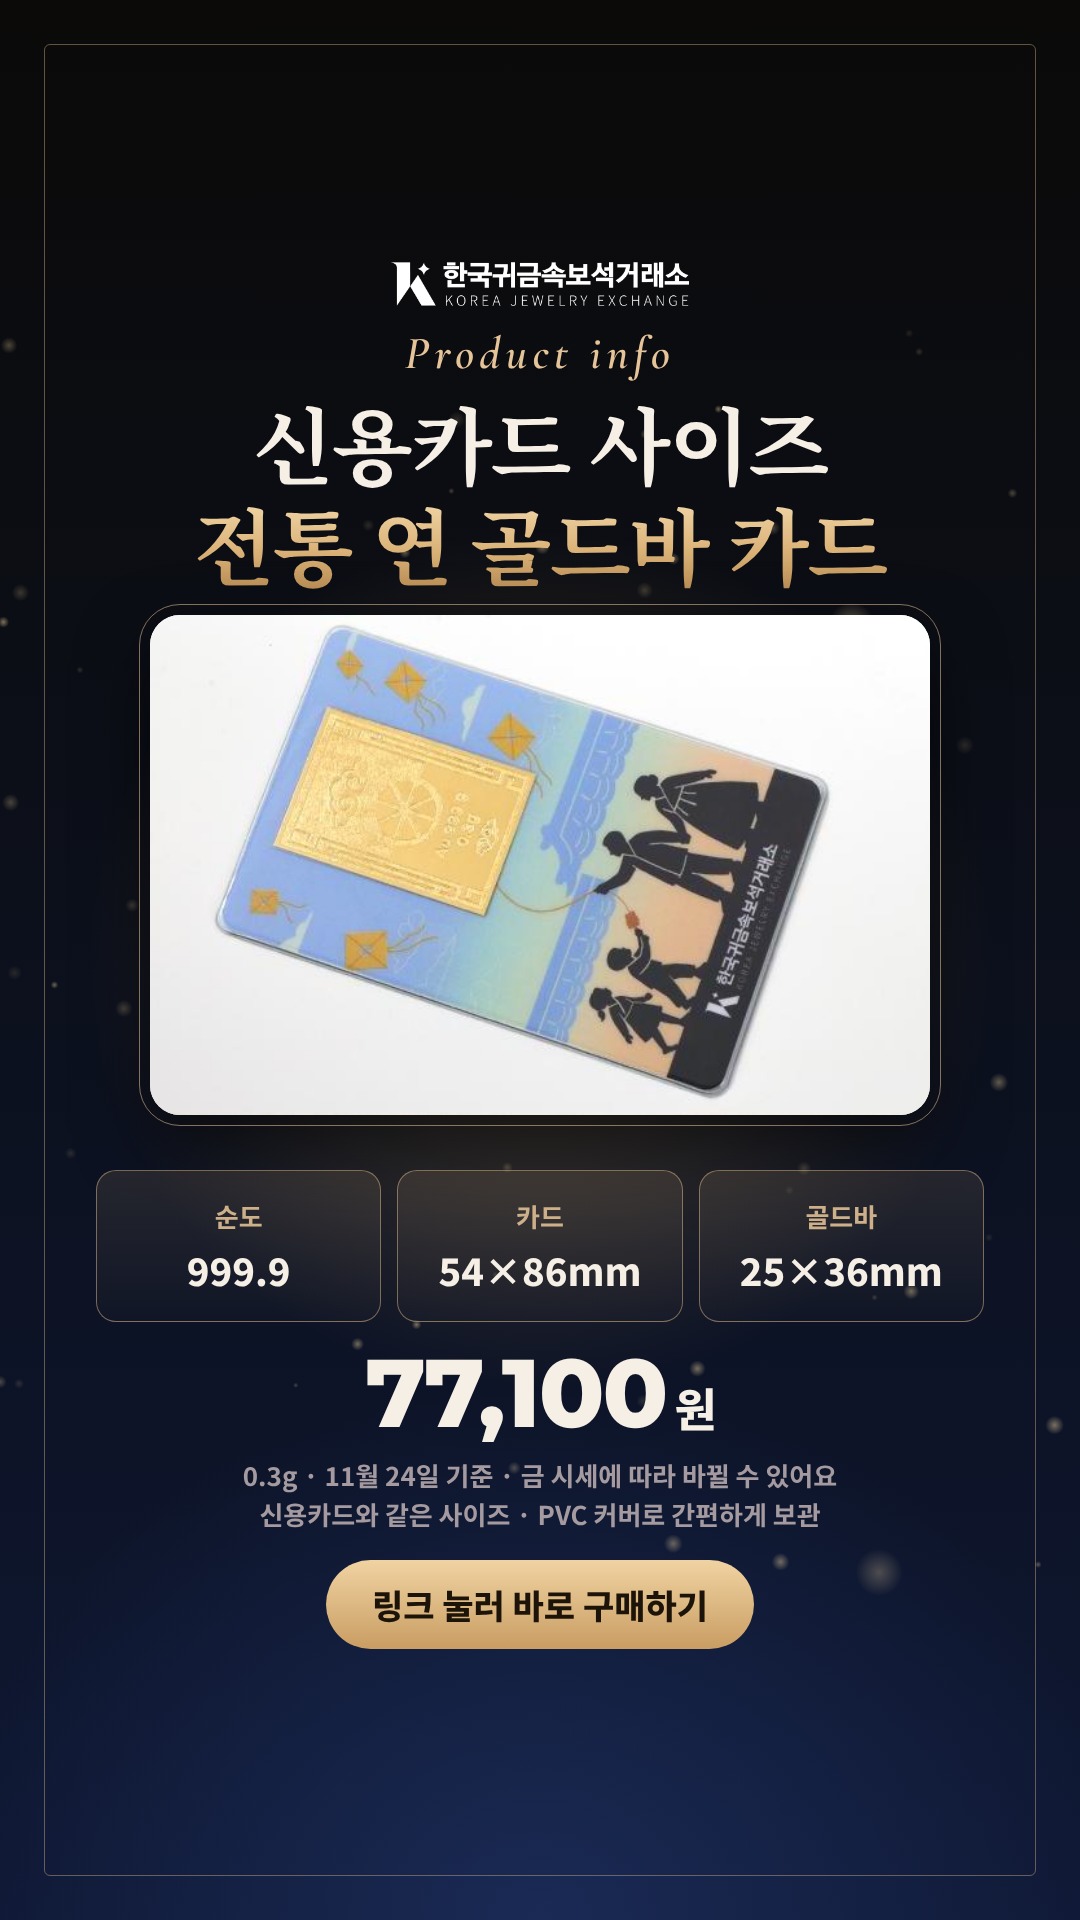 한국귀금속보석거래소
KOREA JEWELRY EXCHANGE
Product info
신용카드 사이즈
전통 연 골드바 카드
한국귀금속보석거래소
KOREA JEWELRY EXCHANGE
순도
999.9
카드
54×86mm
골드바
25×36mm
77,100원
0.3g · 11월 24일 기준 · 금 시세에 따라 바뀔 수 있어요
신용카드와 같은 사이즈 · PVC 커버로 간편하게 보관
링크 눌러 바로 구매하기